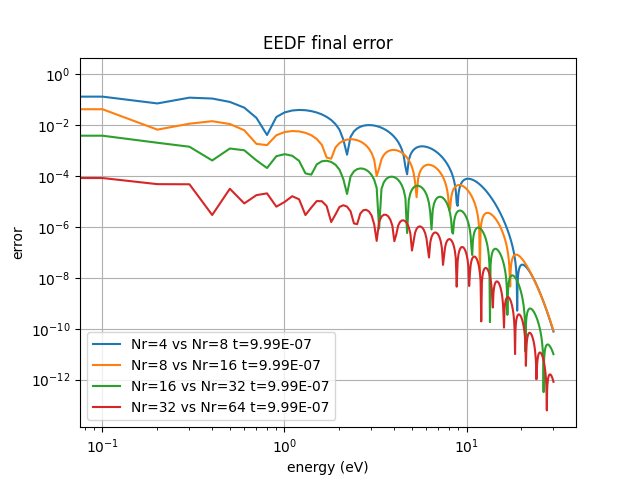 EEDF final error
10⁰
10⁻²
10⁻⁴
10⁻⁶
10⁻⁸
10⁻¹⁰
10⁻¹²
error
Nr=4 vs Nr=8 t=9.99E-07
Nr=8 vs Nr=16 t=9.99E-07
Nr=16 vs Nr=32 t=9.99E-07
Nr=32 vs Nr=64 t=9.99E-07
10⁻¹ 10⁰ 10¹
energy (eV)